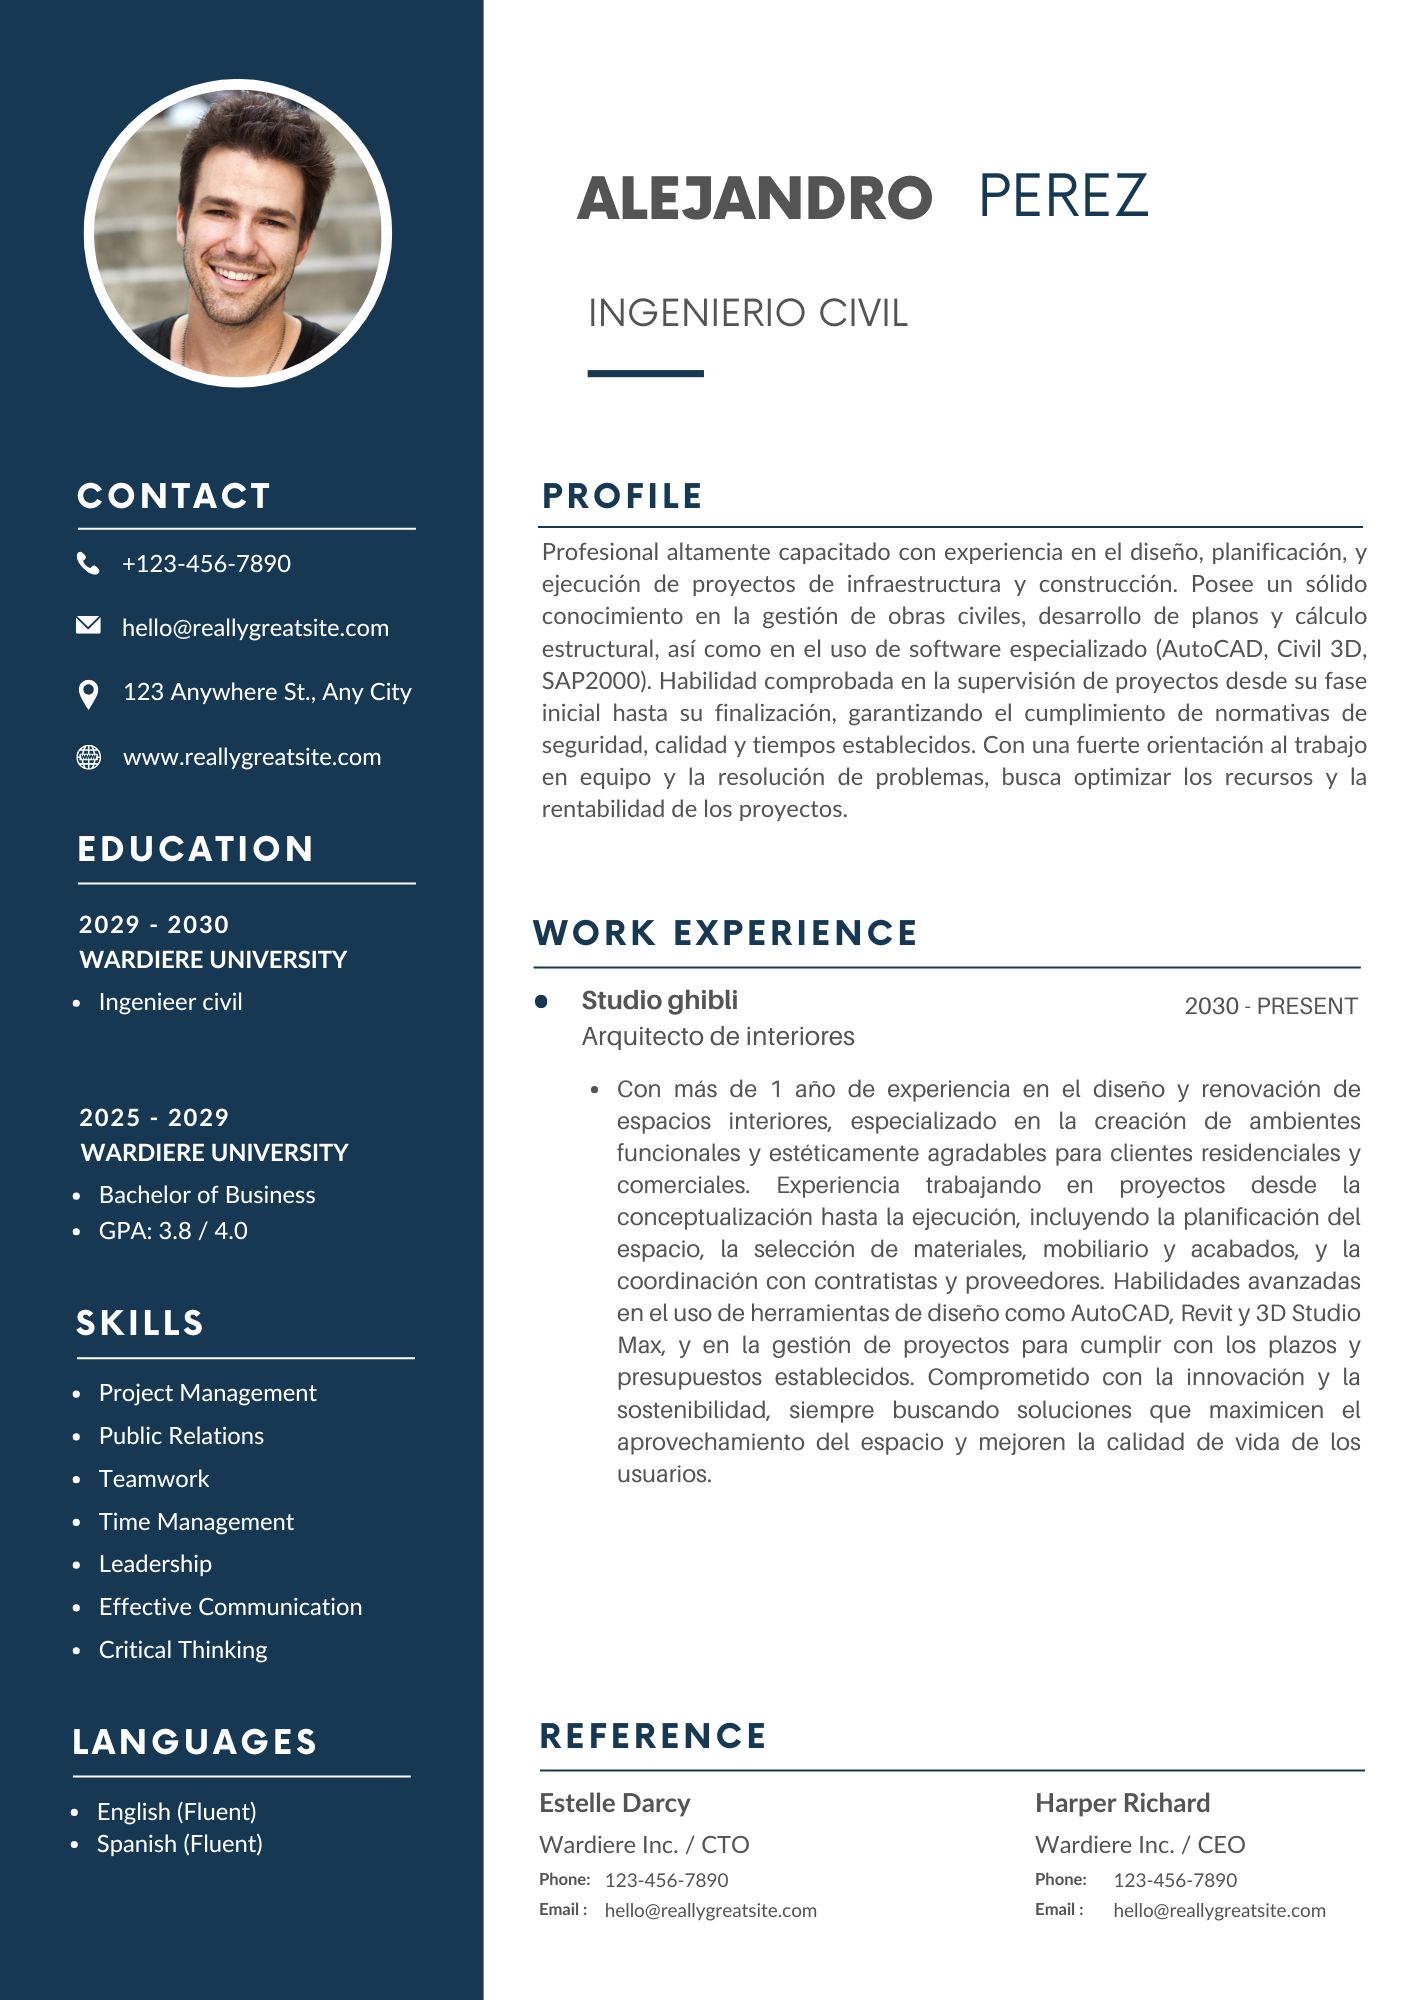 ALEJANDRO PEREZ
INGENIERIO CIVIL
CONTACT
+123-456-7890
hello@reallygreatsite.com
123 Anywhere St., Any City
www.reallygreatsite.com
EDUCATION
2029 - 2030
WARDIERE UNIVERSITY
• Ingenieer civil
2025 - 2029
WARDIERE UNIVERSITY
• Bachelor of Business
• GPA: 3.8 / 4.0
SKILLS
• Project Management
• Public Relations
• Teamwork
• Time Management
• Leadership
• Effective Communication
• Critical Thinking
LANGUAGES
• English (Fluent)
• Spanish (Fluent)
PROFILE
Profesional altamente capacitado con experiencia en el diseño, planificación, y
ejecución de proyectos de infraestructura y construcción. Posee un sólido
conocimiento en la gestión de obras civiles, desarrollo de planos y cálculo
estructural, así como en el uso de software especializado (AutoCAD, Civil 3D,
SAP2000). Habilidad comprobada en la supervisión de proyectos desde su fase
inicial hasta su finalización, garantizando el cumplimiento de normativas de
seguridad, calidad y tiempos establecidos. Con una fuerte orientación al trabajo
en equipo y la resolución de problemas, busca optimizar los recursos y la
rentabilidad de los proyectos.
WORK EXPERIENCE
• Studio ghibli 2030 - PRESENT
Arquitecto de interiores
• Con más de 1 año de experiencia en el diseño y renovación de
espacios interiores, especializado en la creación de ambientes
funcionales y estéticamente agradables para clientes residenciales y
comerciales. Experiencia trabajando en proyectos desde la
conceptualización hasta la ejecución, incluyendo la planificación del
espacio, la selección de materiales, mobiliario y acabados, y la
coordinación con contratistas y proveedores. Habilidades avanzadas
en el uso de herramientas de diseño como AutoCAD, Revit y 3D Studio
Max, y en la gestión de proyectos para cumplir con los plazos y
presupuestos establecidos. Comprometido con la innovación y la
sostenibilidad, siempre buscando soluciones que maximicen el
aprovechamiento del espacio y mejoren la calidad de vida de los
usuarios.
REFERENCE
Estelle Darcy
Wardiere Inc. / CTO
Phone: 123-456-7890
Email : hello@reallygreatsite.com
Harper Richard
Wardiere Inc. / CEO
Phone: 123-456-7890
Email : hello@reallygreatsite.com